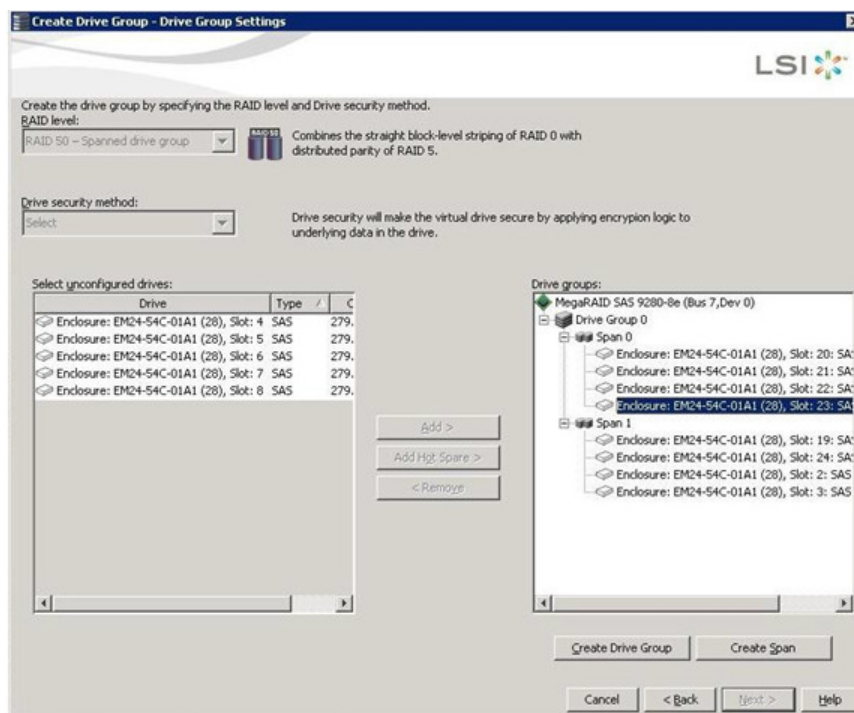 Create Drive Group - Drive Group Settings
LSI
Create the drive group by specifying the RAID level and Drive security method.
RAID level:
RAID 50 – Spanned drive group
RAID 50
Combines the straight block-level striping of RAID 0 with
distributed parity of RAID 5.
Drive security method:
Select
Drive security will make the virtual drive secure by applying encrypion logic to
underlying data in the drive.
Select unconfigured drives:
Drive Type C
Enclosure: EM24-54C-01A1 (28), Slot: 4 SAS 279.
Enclosure: EM24-54C-01A1 (28), Slot: 5 SAS 279.
Enclosure: EM24-54C-01A1 (28), Slot: 6 SAS 279.
Enclosure: EM24-54C-01A1 (28), Slot: 7 SAS 279.
Enclosure: EM24-54C-01A1 (28), Slot: 8 SAS 279.
Add >
Add Hot Spare >
< Remove
Drive groups:
MegaRAID SAS 9280-8e (Bus 7,Dev 0)
Drive Group 0
Span 0
Enclosure: EM24-54C-01A1 (28), Slot: 20: SA
Enclosure: EM24-54C-01A1 (28), Slot: 21: SA
Enclosure: EM24-54C-01A1 (28), Slot: 22: SA
Enclosure: EM24-54C-01A1 (28), Slot: 23: SA
Span 1
Enclosure: EM24-54C-01A1 (28), Slot: 19: SA
Enclosure: EM24-54C-01A1 (28), Slot: 24: SA
Enclosure: EM24-54C-01A1 (28), Slot: 2: SAS
Enclosure: EM24-54C-01A1 (28), Slot: 3: SAS
Create Drive Group Create Span
Cancel < Back Next > Help